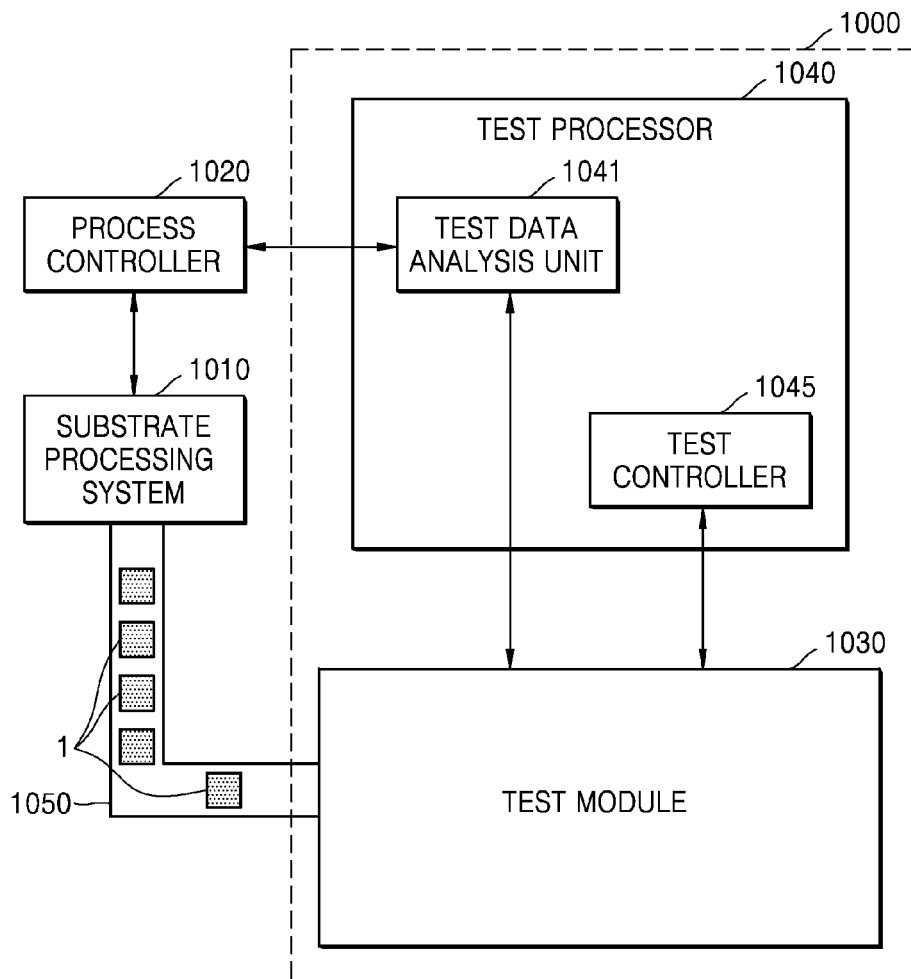 1000
1040
TEST PROCESSOR
1020
PROCESS
CONTROLLER
1041
TEST DATA
ANALYSIS UNIT
1010
SUBSTRATE
PROCESSING
SYSTEM
1045
TEST
CONTROLLER
1030
1
1050
TEST MODULE